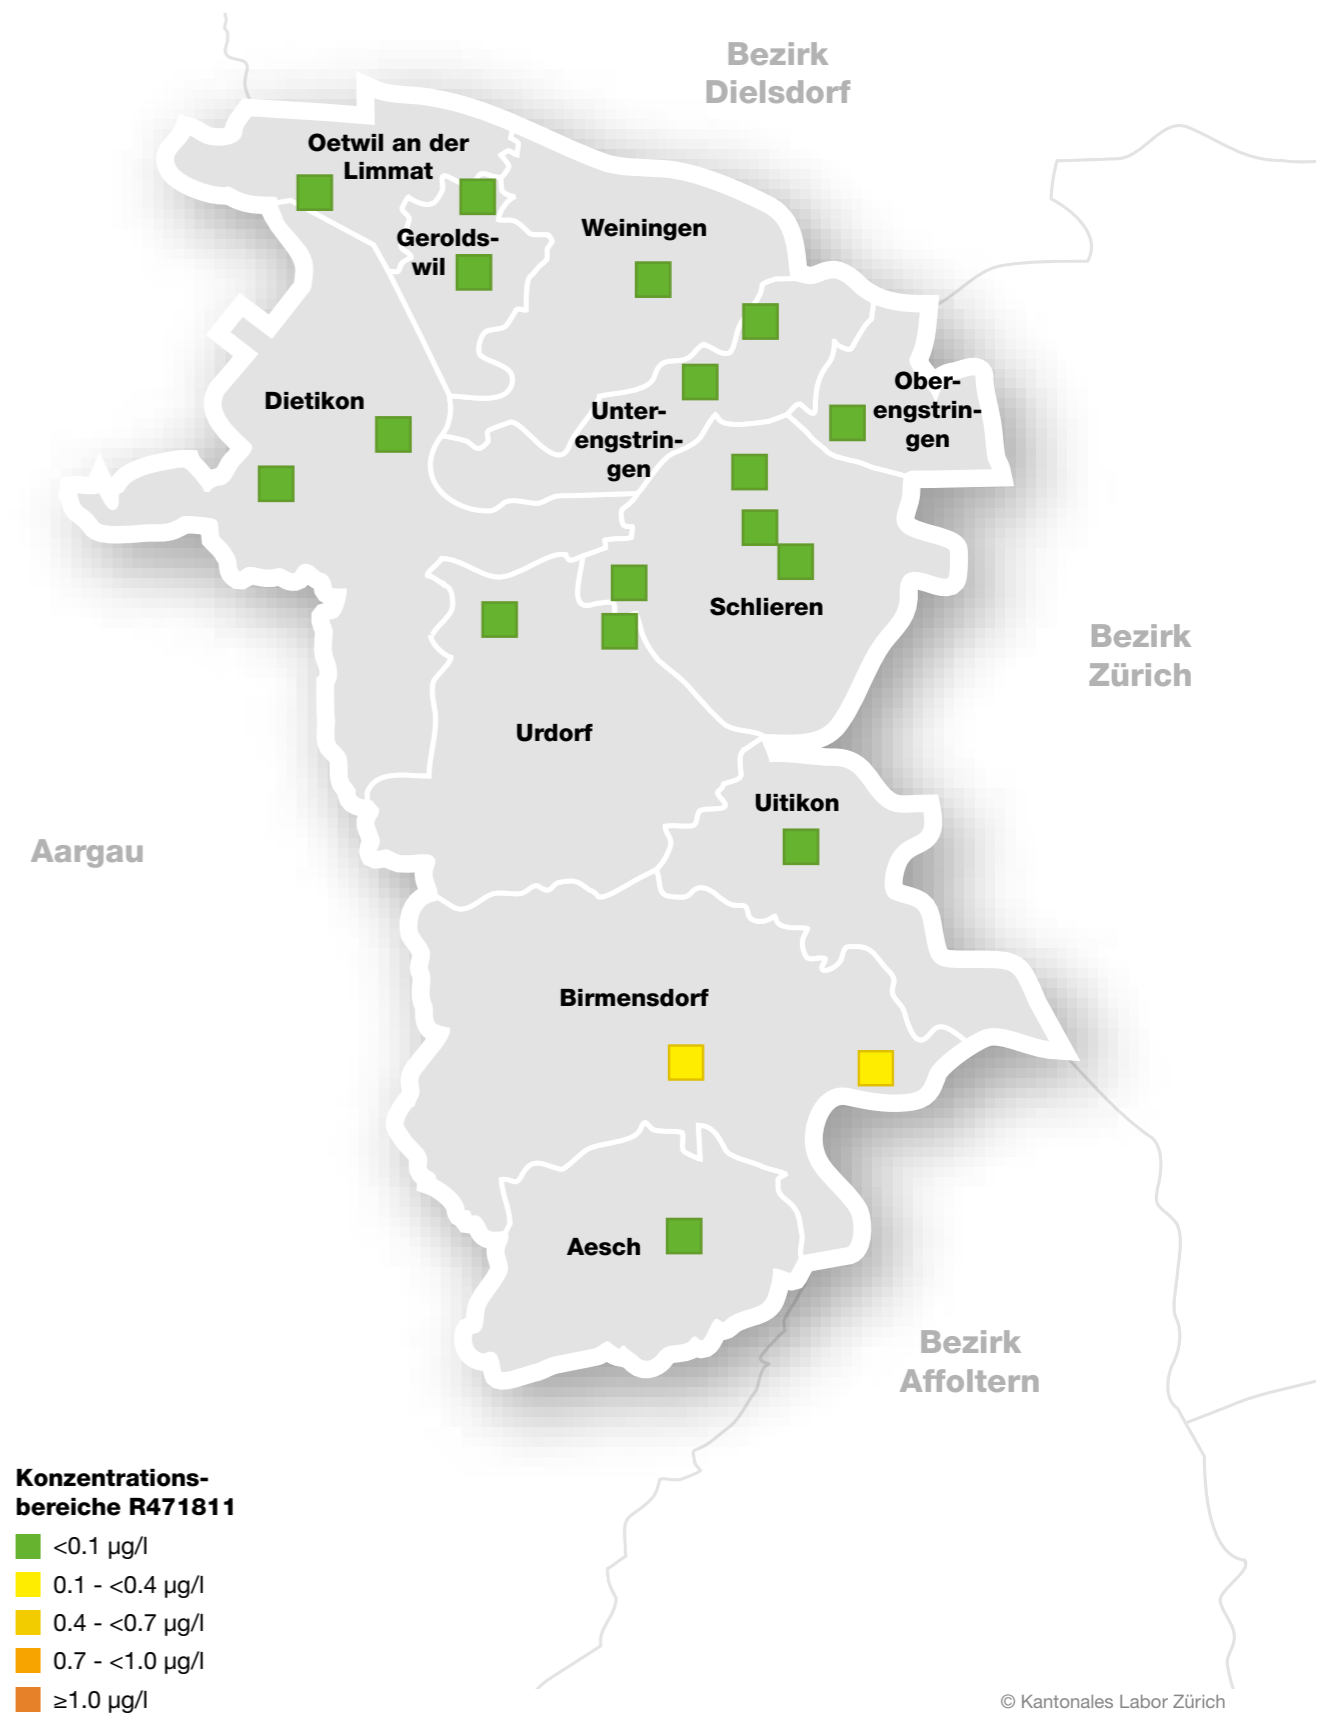 Bezirk
Dielsdorf
Oetwil an der
Limmat
Weiningen
Gerolds-
wil
Dietikon
Ober-
engstrin-
gen
Unter-
engstrin-
gen
Schlieren
Bezirk
Zürich
Urdorf
Uitikon
Aargau
Birmensdorf
Aesch
Bezirk
Affoltern
Konzentrations-
bereiche R471811
<0.1 µg/l
0.1 - <0.4 µg/l
0.4 - <0.7 µg/l
0.7 - <1.0 µg/l
≥1.0 µg/l
© Kantonales Labor Zürich